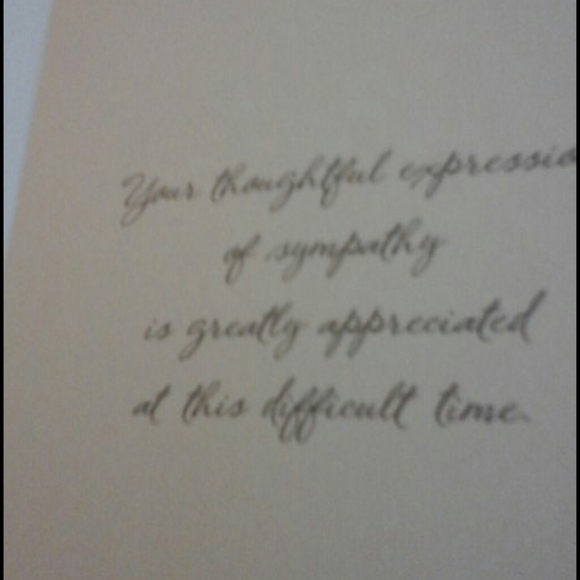 Your thoughtful expressio
of sympathy
is greatly appreciated
at this difficult time.